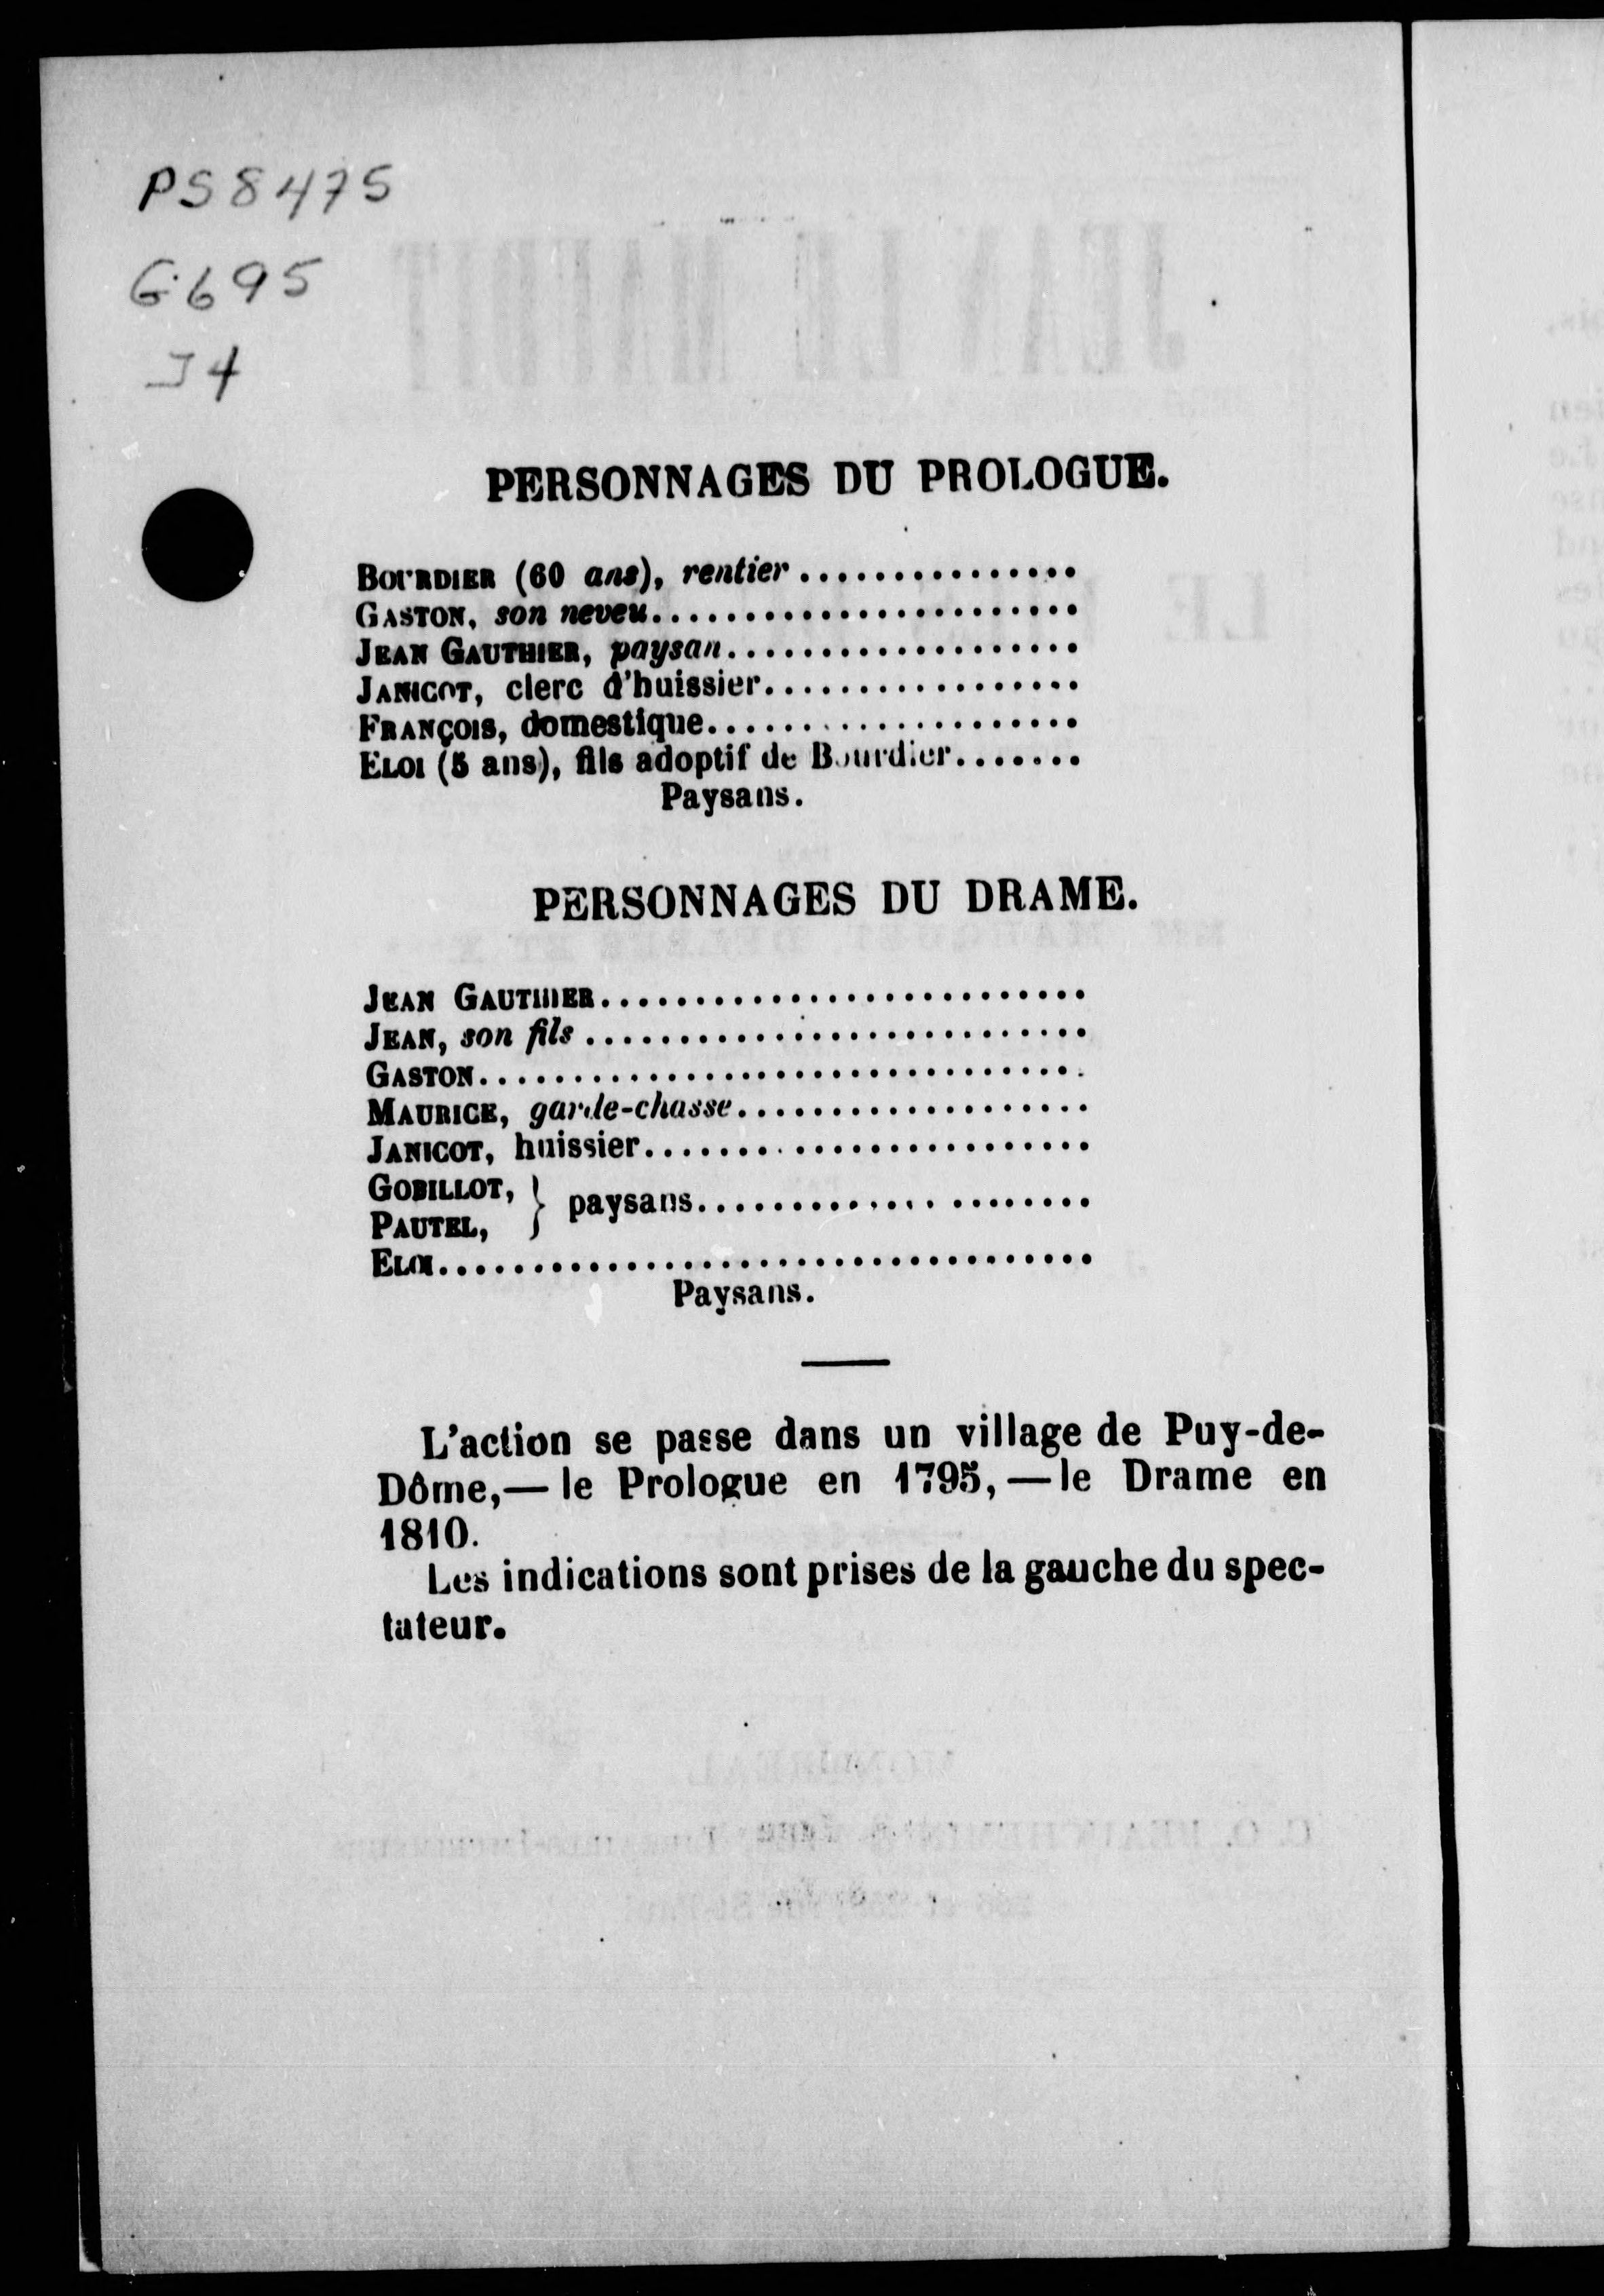 PS8475
G695
J4
PERSONNAGES DU PROLOGUE.
BOURDIER (60 ans), rentier ...............
GASTON, son neveu.......................
JEAN GAUTHIER, paysan...................
JANICOT, clerc d'huissier.................
FRANÇOIS, domestique....................
ELOI (5 ans), fils adoptif de Bourdier.......
Paysans.
PERSONNAGES DU DRAME.
JEAN GAUTHIER..........................
JEAN, son fils ...........................
GASTON.................................
MAURICE, garde-chasse...................
JANICOT, huissier........................
GOBILLOT,
PAUTEL, } paysans.....................
ELOI...................................
Paysans.
L'action se passe dans un village de Puy-de-
Dôme,— le Prologue en 1795, — le Drame en
1810.
Les indications sont prises de la gauche du spec-
tateur.